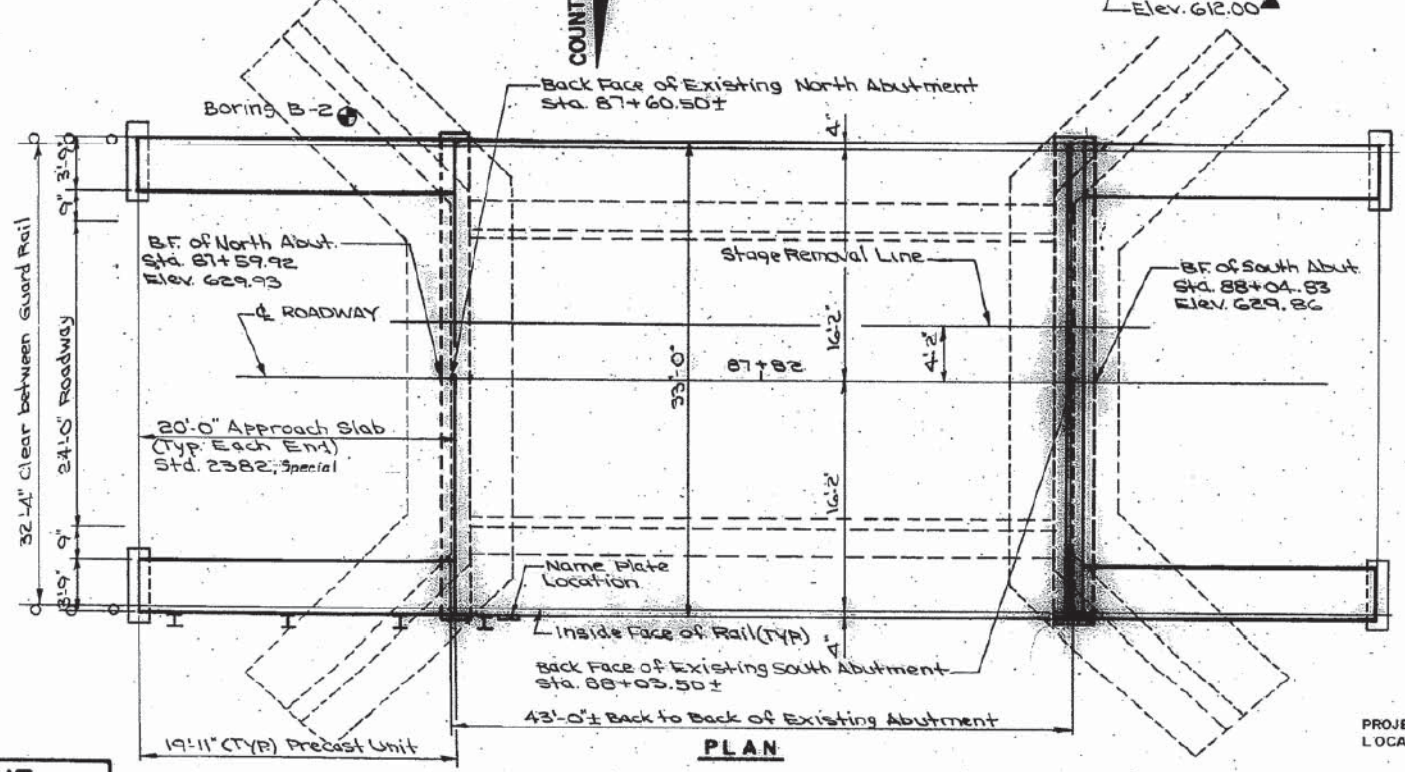 COUNT
Elev. 612.00
Back Face of Existing North Abutment
Sta. 87+60.50±
Boring B-2
4"
3'-9"
9"
B.F. of North Abut.
Sta. 87+59.92
Elev. 629.93
Stage Removal Line
B.F. of South Abut.
Sta. 88+04.83
Elev. 629.86
℄ ROADWAY
16'-2"
4'-2"
87+82
33'-0"
32'-4" Clear between Guard Rail
24'-0" Roadway
20'-0" Approach Slab
(Typ. Each End)
Std. 2382, Special
16'-2"
9"
3'-9"
Name Plate
Location
Inside Face of Rail (TYP)
4"
Back Face of Existing South Abutment
Sta. 88+03.50±
43'-0"± Back to Back of Existing Abutment
19'-11" (TYP) Precast Unit
PLAN
PROJE
LOCA